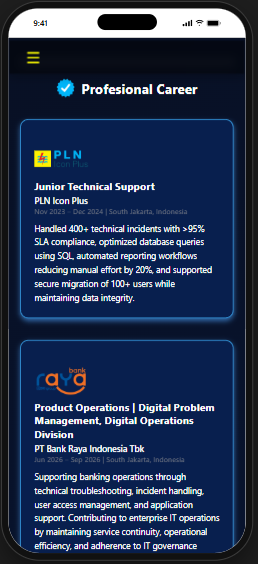 9:41
Profesional Career
PLN
Icon Plus
Junior Technical Support
PLN Icon Plus
Nov 2023 - Dec 2024 | South Jakarta, Indonesia
Handled 400+ technical incidents with >95%
SLA compliance, optimized database queries
using SQL, automated reporting workflows
reducing manual effort by 20%, and supported
secure migration of 100+ users while
maintaining data integrity.
bank
raya
Product Operations | Digital Problem
Management, Digital Operations
Division
PT Bank Raya Indonesia Tbk
Jun 2026 - Sep 2026 | South Jakarta, Indonesia
Supporting banking operations through
technical troubleshooting, incident handling,
user access management, and application
support. Contributing to enterprise IT operations
by maintaining service continuity, operational
efficiency, and adherence to IT governance